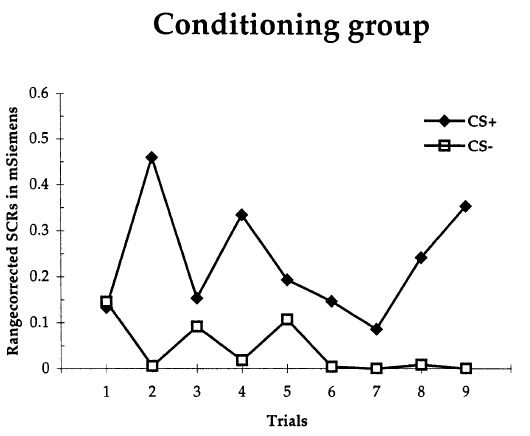 Conditioning group
Rangecorrected SCRs in mSiemens
0.6
0.5
0.4
0.3
0.2
0.1
0
CS+
CS-
1 2 3 4 5 6 7 8 9
Trials